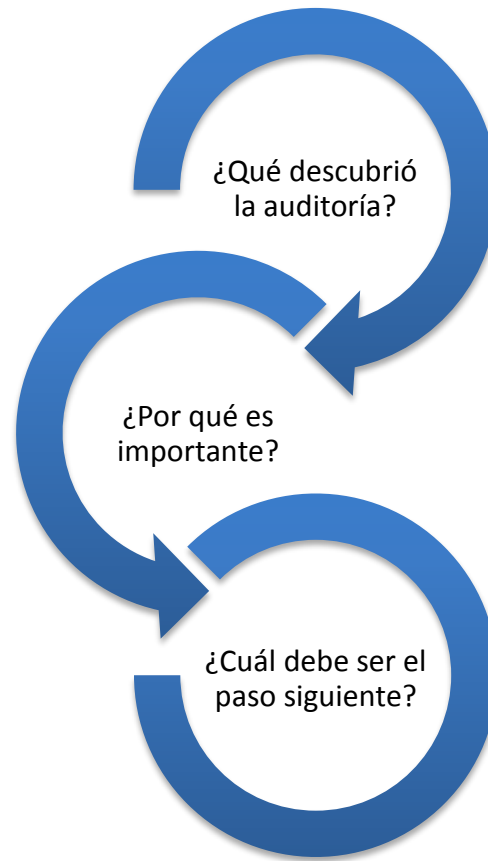 ¿Qué descubrió
la auditoría?
¿Por qué es
importante?
¿Cuál debe ser el
paso siguiente?